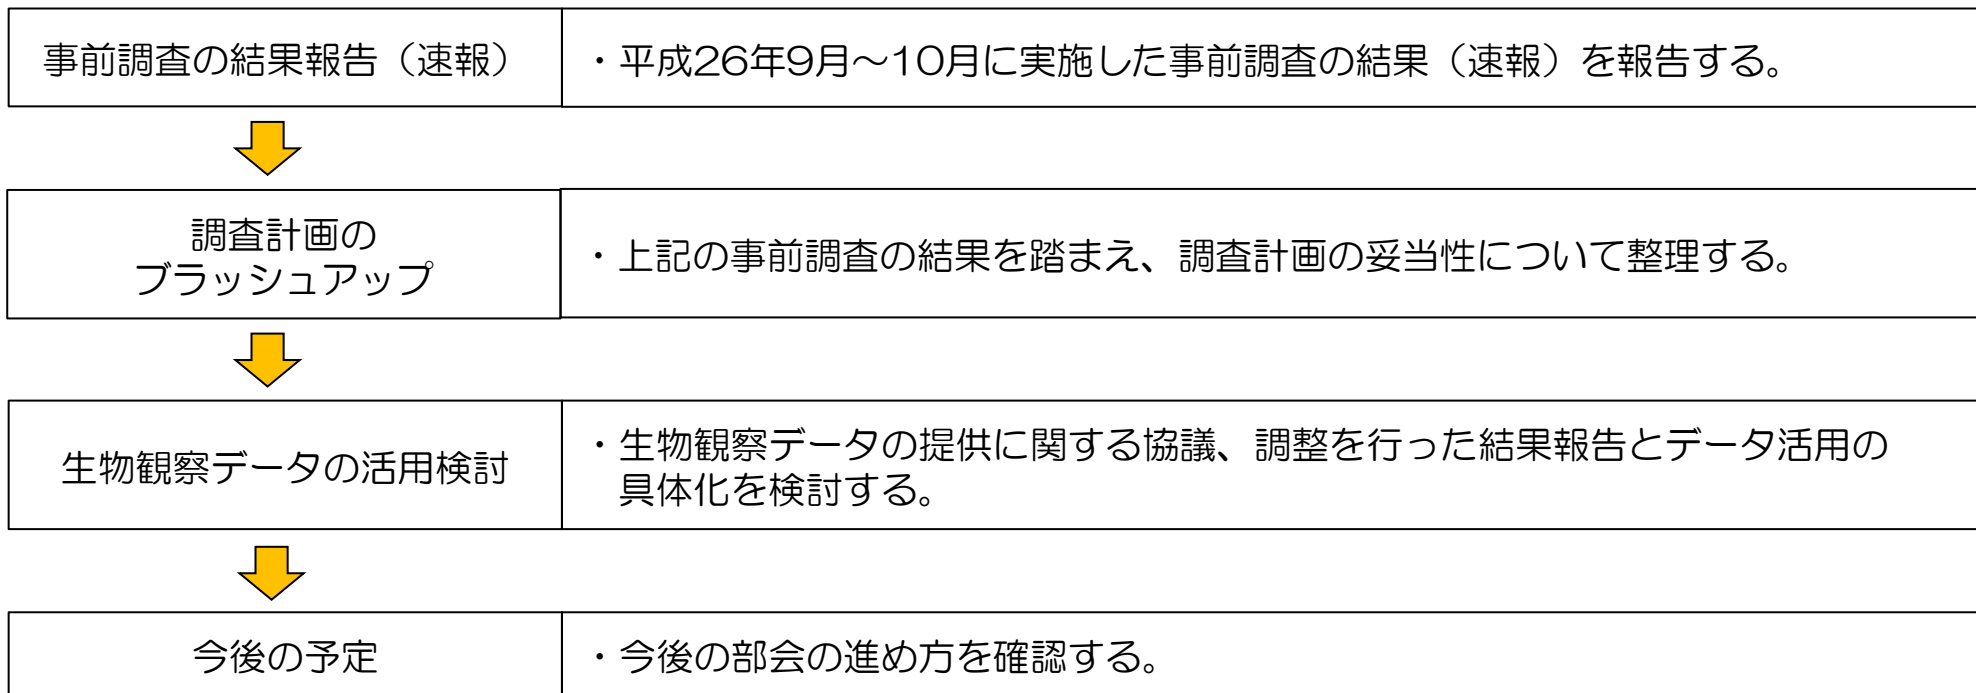 事前調査の結果報告（速報）
・平成26年9月～10月に実施した事前調査の結果（速報）を報告する。
調査計画の
ブラッシュアップ
・上記の事前調査の結果を踏まえ、調査計画の妥当性について整理する。
生物観察データの活用検討
・生物観察データの提供に関する協議、調整を行った結果報告とデータ活用の
具体化を検討する。
今後の予定
・今後の部会の進め方を確認する。